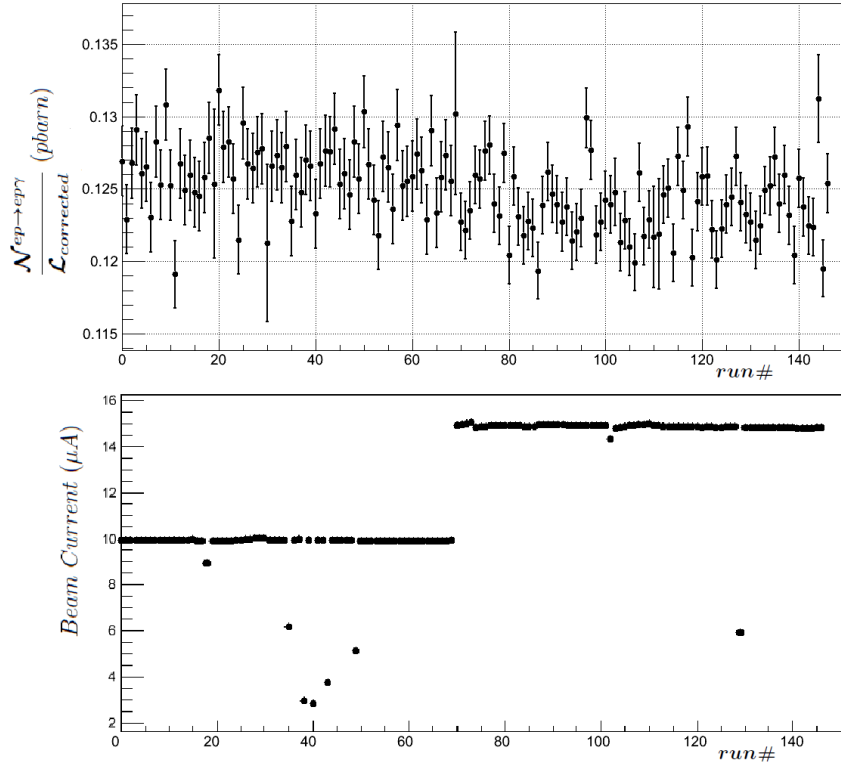 0.135
0.13
0.125
0.12
0.115
𝓝^{ep→epγ} / 𝓛_{corrected} (pbarn)
0 20 40 60 80 100 120 140
run#
16
14
12
10
8
6
4
2
Beam Current (μA)
0 20 40 60 80 100 120 140
run#